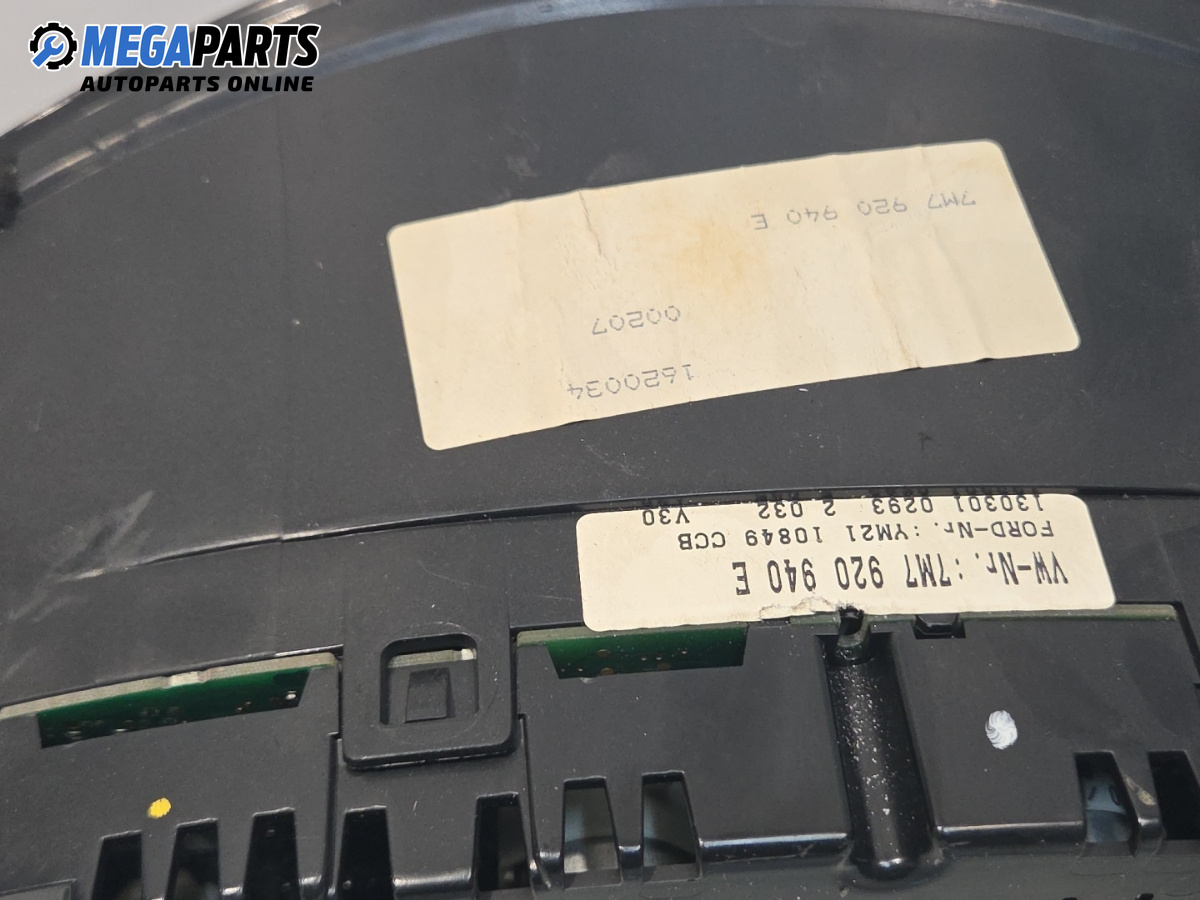 MEGAPARTS
AUTOPARTS ONLINE
7M7 920 940 E
00207
1620034
VW-Nr.:7M7 920 940 E
FORD-Nr.:YM21 10849 CCB
130301 0293 2 032 Y30